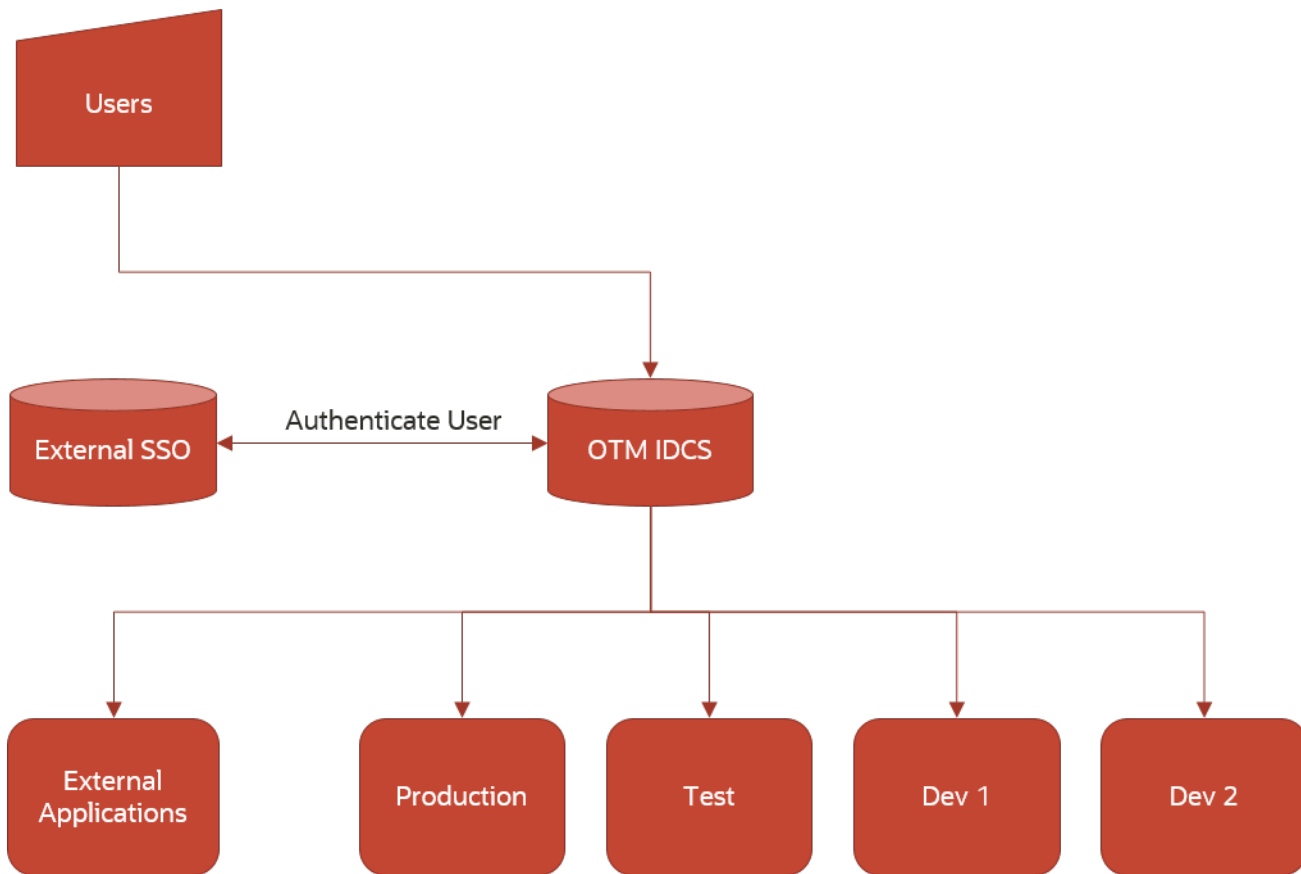 Users
Authenticate User
External SSO
OTM IDCS
External
Applications
Production
Test
Dev 1
Dev 2